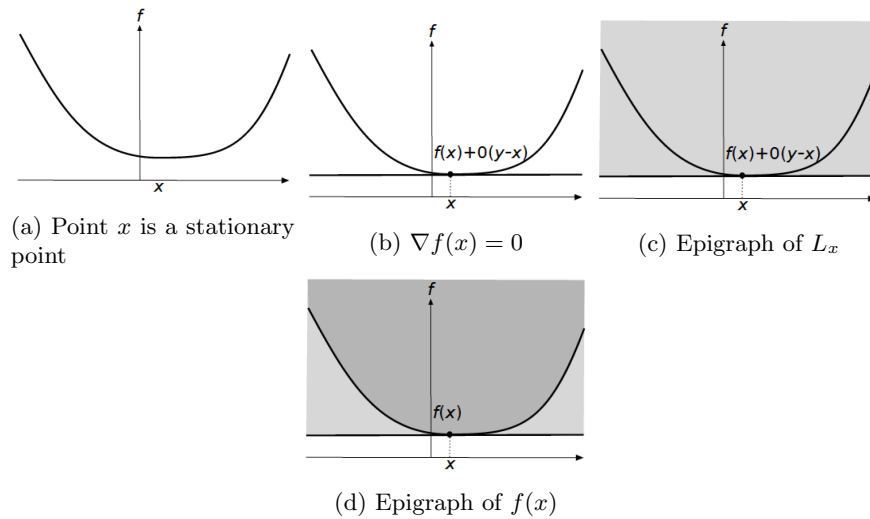 f
x
(a) Point x is a stationary
point
f
f(x)+0(y-x)
x
(b) ∇f(x) = 0
f
f(x)+0(y-x)
x
(c) Epigraph of Lₓ
f
f(x)
x
(d) Epigraph of f(x)